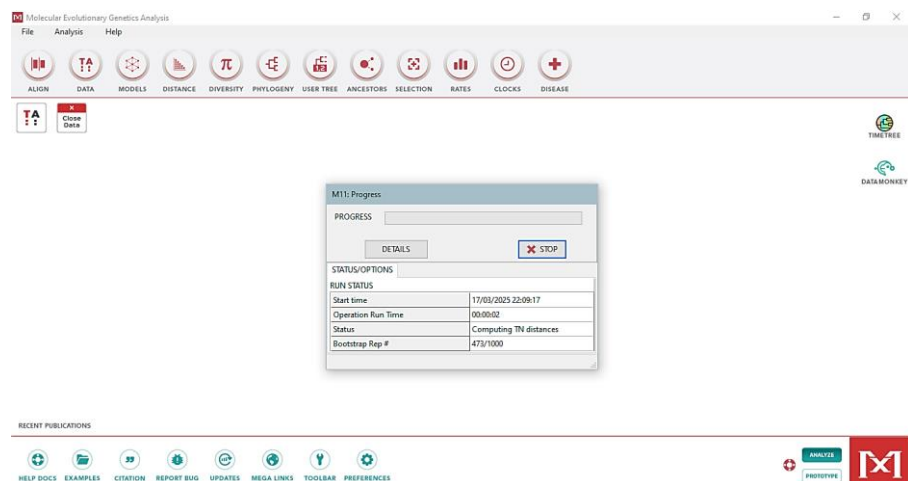 Molecular Evolutionary Genetics Analysis
File Analysis Help
TA
π
1,2
ALIGN DATA MODELS DISTANCE DIVERSITY PHYLOGENY USER TREE ANCESTORS SELECTION RATES CLOCKS DISEASE
TA
Close
Data
TIMETREE
DATAMONKEY
M11: Progress
PROGRESS
DETAILS STOP
STATUS/OPTIONS
RUN STATUS
Start time 17/03/2025 22:09:17
Operation Run Time 00:00:02
Status Computing TN distances
Bootstrap Rep # 473/1000
RECENT PUBLICATIONS
HELP DOCS EXAMPLES CITATION REPORT BUG UPDATES MEGA LINKS TOOLBAR PREFERENCES
ANALYZE
PROTOTYPE
M